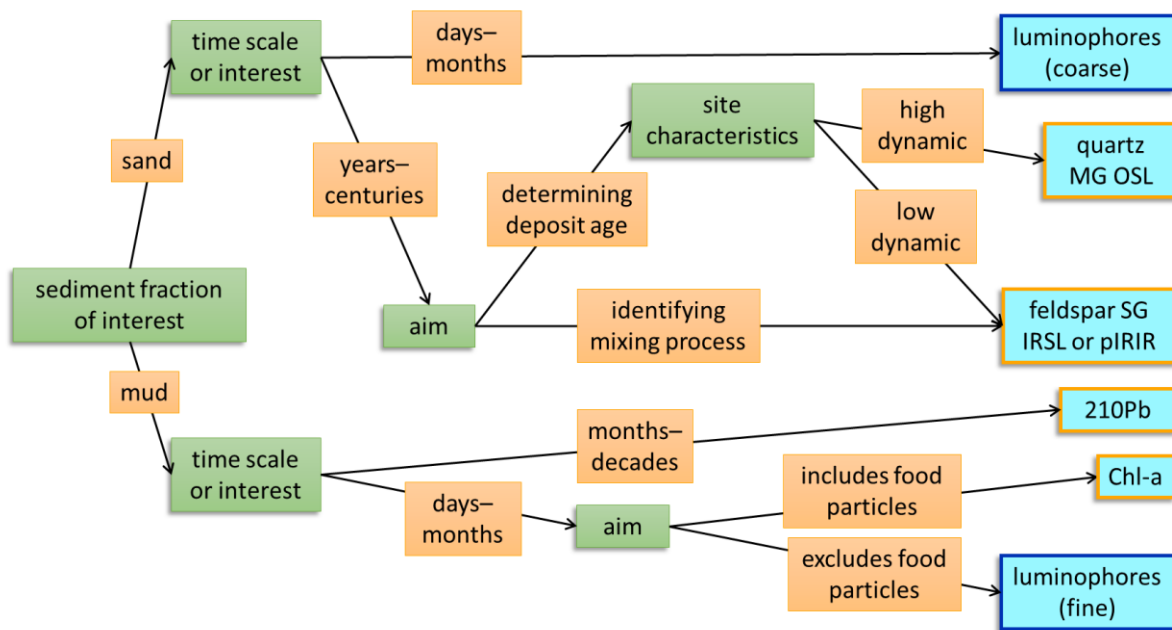 time scale
or interest
days–
months
luminophores
(coarse)
site
characteristics
high
dynamic
quartz
MG OSL
sand
years–
centuries
determining
deposit age
low
dynamic
sediment fraction
of interest
aim
identifying
mixing process
feldspar SG
IRSL or pIRIR
mud
210Pb
time scale
or interest
months–
decades
includes food
particles
Chl-a
days–
months
aim
excludes food
particles
luminophores
(fine)